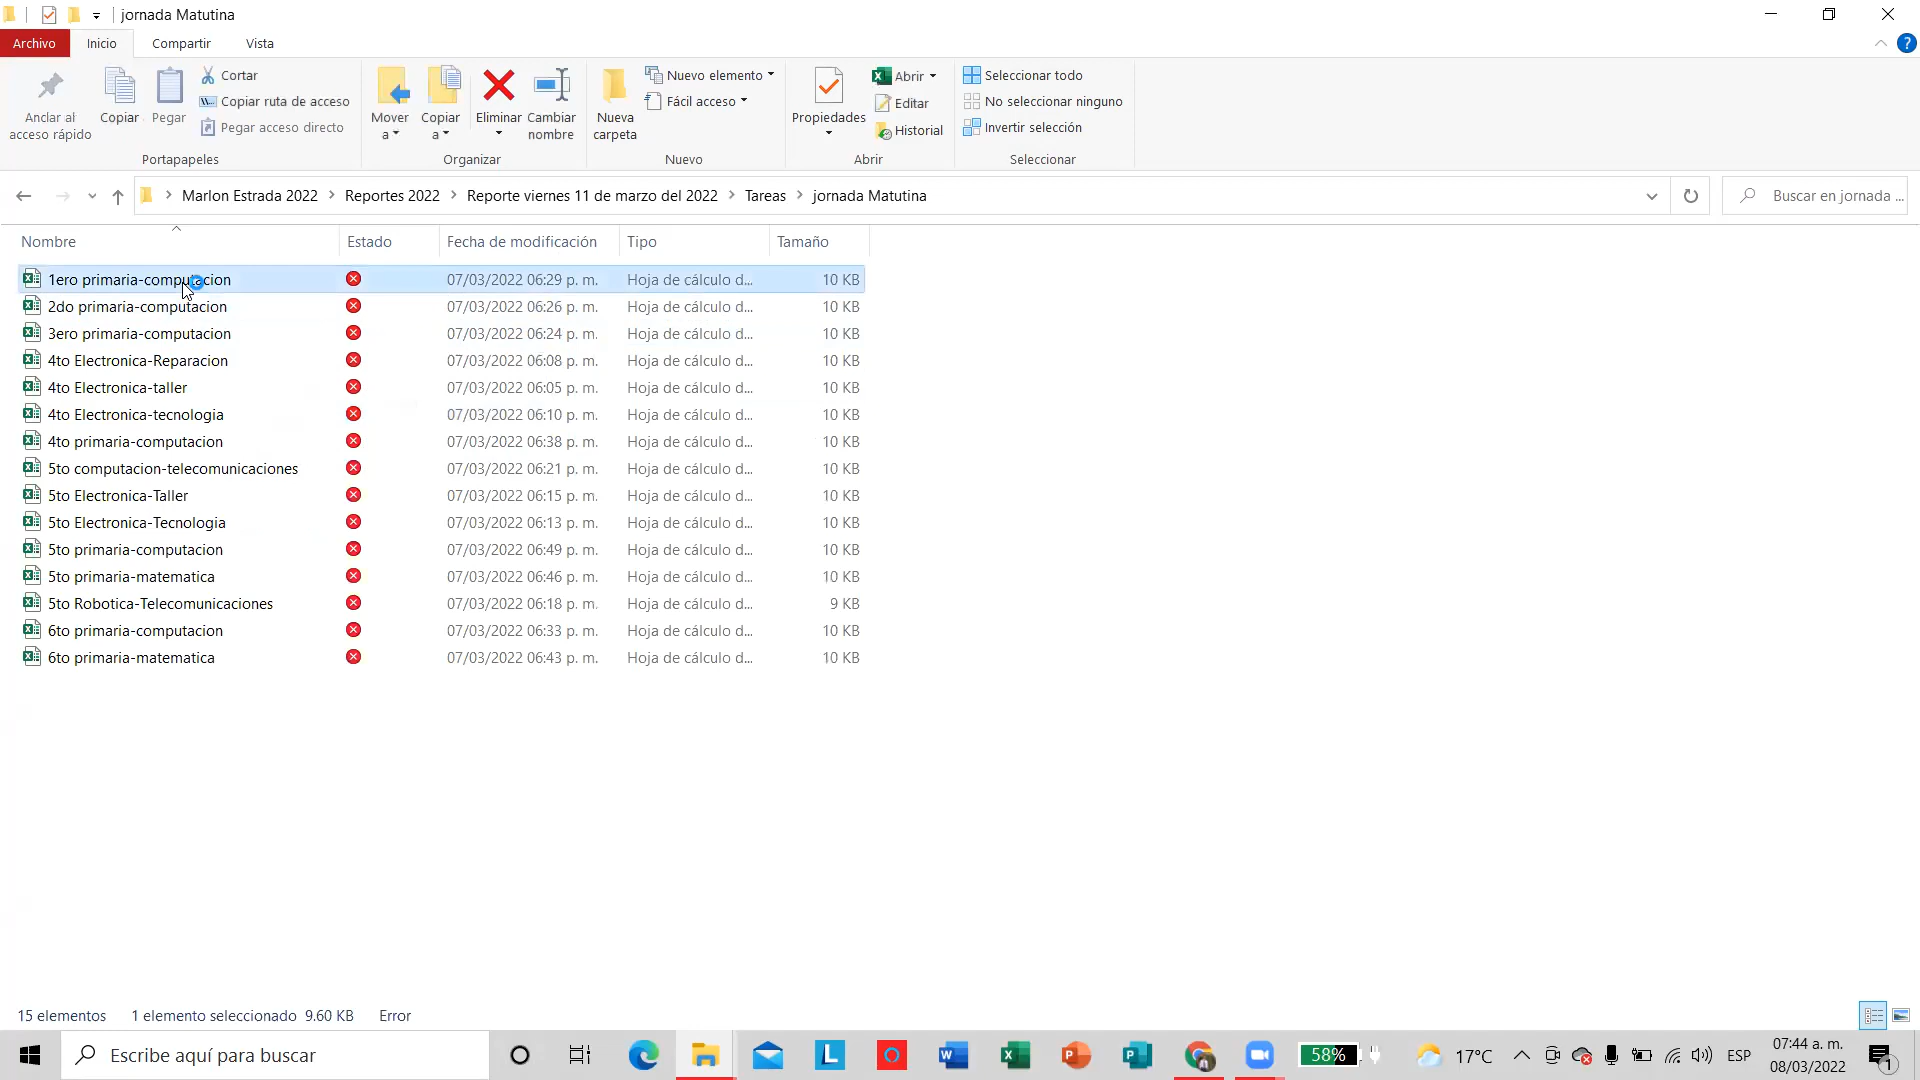 jornada Matutina
Archivo Inicio Compartir Vista
Anclar al acceso rápido
Copiar
Pegar
Cortar
Copiar ruta de acceso
Pegar acceso directo
Portapapeles
Mover a
Copiar a
Eliminar
Cambiar nombre
Organizar
Nueva carpeta
Nuevo elemento
Fácil acceso
Nuevo
Propiedades
Abrir
Editar
Historial
Abrir
Seleccionar todo
No seleccionar ninguno
Invertir selección
Seleccionar
Marlon Estrada 2022 > Reportes 2022 > Reporte viernes 11 de marzo del 2022 > Tareas > jornada Matutina
Buscar en jornada ...
Nombre Estado Fecha de modificación Tipo Tamaño
1ero primaria-computacion 07/03/2022 06:29 p. m. Hoja de cálculo d... 10 KB
2do primaria-computacion 07/03/2022 06:26 p. m. Hoja de cálculo d... 10 KB
3ero primaria-computacion 07/03/2022 06:24 p. m. Hoja de cálculo d... 10 KB
4to Electronica-Reparacion 07/03/2022 06:08 p. m. Hoja de cálculo d... 10 KB
4to Electronica-taller 07/03/2022 06:05 p. m. Hoja de cálculo d... 10 KB
4to Electronica-tecnologia 07/03/2022 06:10 p. m. Hoja de cálculo d... 10 KB
4to primaria-computacion 07/03/2022 06:38 p. m. Hoja de cálculo d... 10 KB
5to computacion-telecomunicaciones 07/03/2022 06:21 p. m. Hoja de cálculo d... 10 KB
5to Electronica-Taller 07/03/2022 06:15 p. m. Hoja de cálculo d... 10 KB
5to Electronica-Tecnologia 07/03/2022 06:13 p. m. Hoja de cálculo d... 10 KB
5to primaria-computacion 07/03/2022 06:49 p. m. Hoja de cálculo d... 10 KB
5to primaria-matematica 07/03/2022 06:46 p. m. Hoja de cálculo d... 10 KB
5to Robotica-Telecomunicaciones 07/03/2022 06:18 p. m. Hoja de cálculo d... 9 KB
6to primaria-computacion 07/03/2022 06:33 p. m. Hoja de cálculo d... 10 KB
6to primaria-matematica 07/03/2022 06:43 p. m. Hoja de cálculo d... 10 KB
15 elementos 1 elemento seleccionado 9.60 KB Error
Escribe aquí para buscar
58%
17°C
ESP
07:44 a. m.
08/03/2022
1